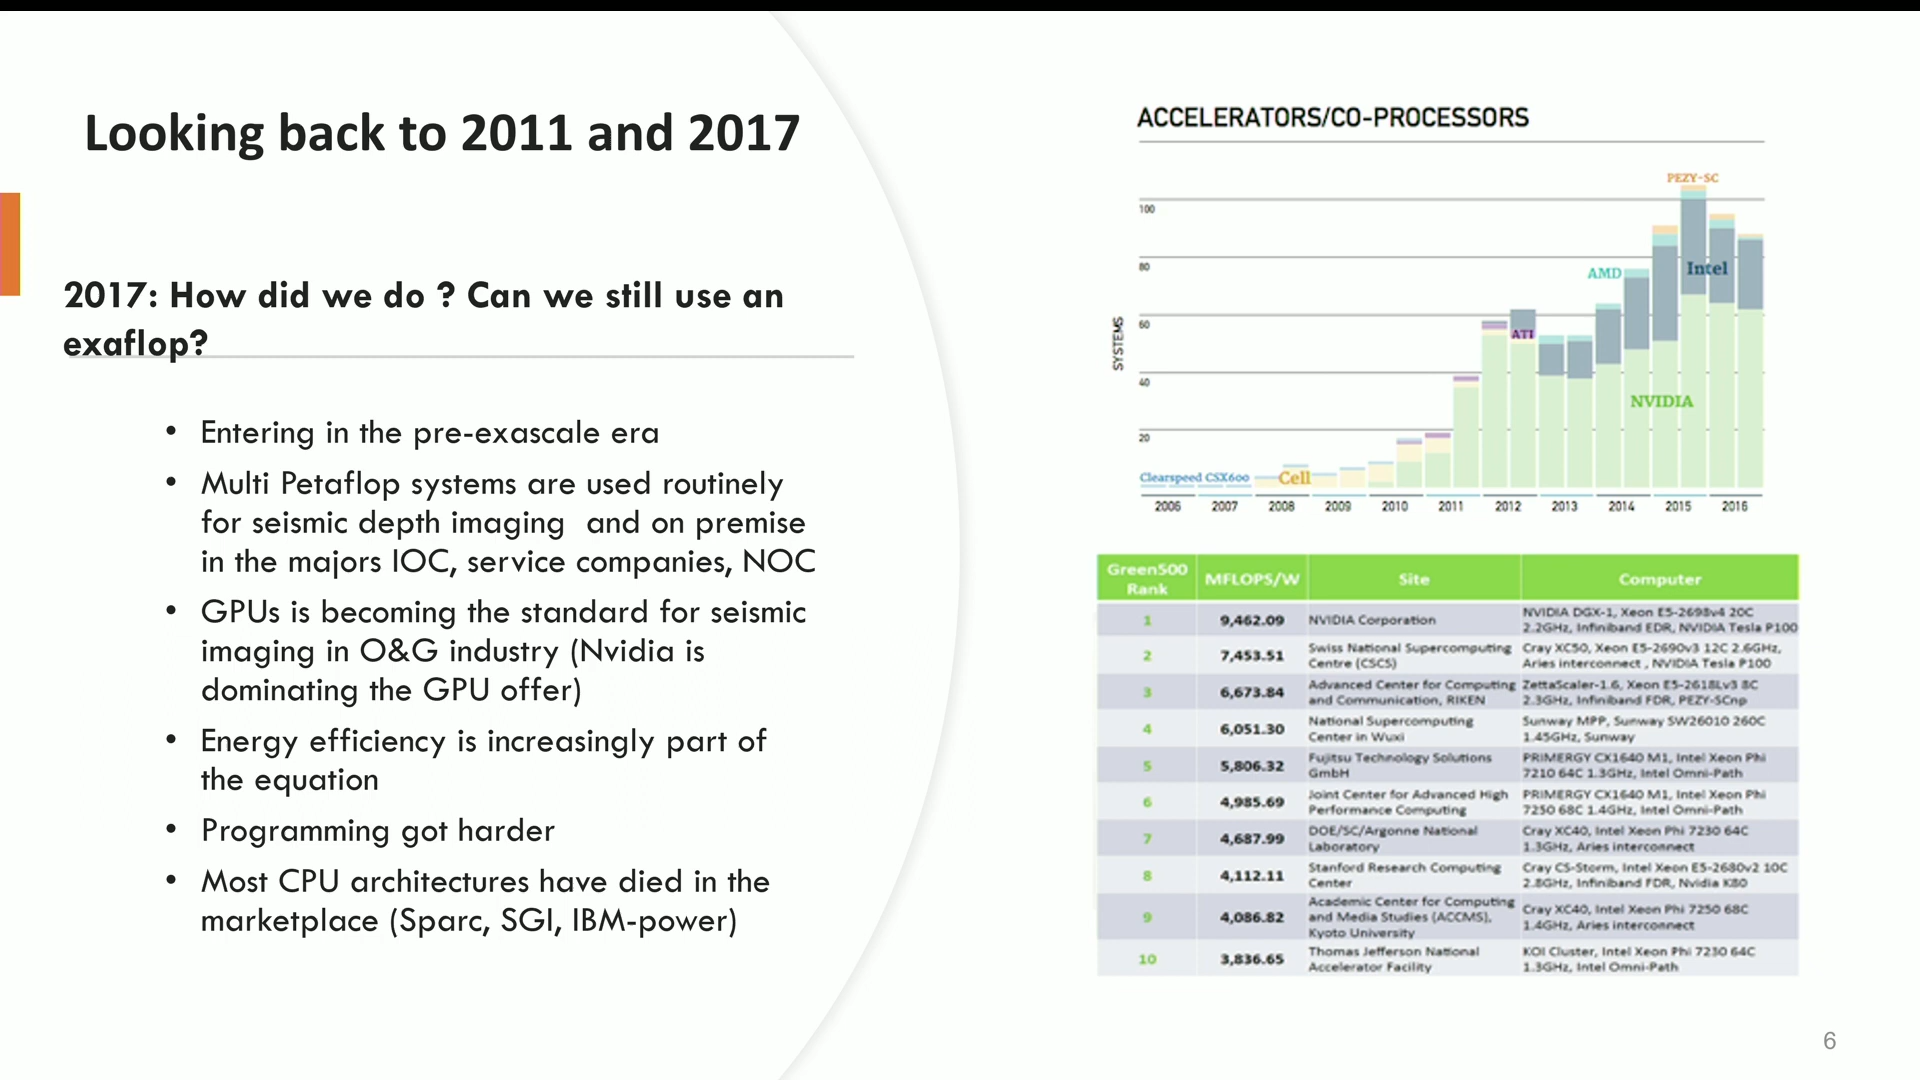 Looking back to 2011 and 2017
2017: How did we do ? Can we still use an
exaflop?
• Entering in the pre-exascale era
• Multi Petaflop systems are used routinely
for seismic depth imaging and on premise
in the majors IOC, service companies, NOC
• GPUs is becoming the standard for seismic
imaging in O&G industry (Nvidia is
dominating the GPU offer)
• Energy efficiency is increasingly part of
the equation
• Programming got harder
• Most CPU architectures have died in the
marketplace (Sparc, SGI, IBM-power)
ACCELERATORS/CO-PROCESSORS
PEZY-SC
100
80
AMD
Intel
60
ATI
SYSTEMS
40
NVIDIA
20
Clearspeed CSX600
Cell
2006 2007 2008 2009 2010 2011 2012 2013 2014 2015 2016
Green500
Rank
MFLOPS/W
Site
Computer
1
9,462.09
NVIDIA Corporation
NVIDIA DGX-1, Xeon E5-2698v4 20C
2.2GHz, Infiniband EDR, NVIDIA Tesla P100
2
7,453.51
Swiss National Supercomputing
Centre (CSCS)
Cray XC50, Xeon E5-2690v3 12C 2.6GHz,
Aries interconnect , NVIDIA Tesla P100
3
6,673.84
Advanced Center for Computing
and Communication, RIKEN
ZettaScaler-1.6, Xeon E5-2618Lv3 8C
2.3GHz, Infiniband FDR, PEZY-SCnp
4
6,051.30
National Supercomputing
Center in Wuxi
Sunway MPP, Sunway SW26010 260C
1.45GHz, Sunway
5
5,806.32
Fujitsu Technology Solutions
GmbH
PRIMERGY CX1640 M1, Intel Xeon Phi
7210 64C 1.3GHz, Intel Omni-Path
6
4,985.69
Joint Center for Advanced High
Performance Computing
PRIMERGY CX1640 M1, Intel Xeon Phi
7250 68C 1.4GHz, Intel Omni-Path
7
4,687.99
DOE/SC/Argonne National
Laboratory
Cray XC40, Intel Xeon Phi 7230 64C
1.3GHz, Aries interconnect
8
4,112.11
Stanford Research Computing
Center
Cray CS-Storm, Intel Xeon E5-2680v2 10C
2.8GHz, Infiniband FDR, Nvidia K80
9
4,086.82
Academic Center for Computing
and Media Studies (ACCMS),
Kyoto University
Cray XC40, Intel Xeon Phi 7250 68C
1.4GHz, Aries interconnect
10
3,836.65
Thomas Jefferson National
Accelerator Facility
KOI Cluster, Intel Xeon Phi 7230 64C
1.3GHz, Intel Omni-Path
6